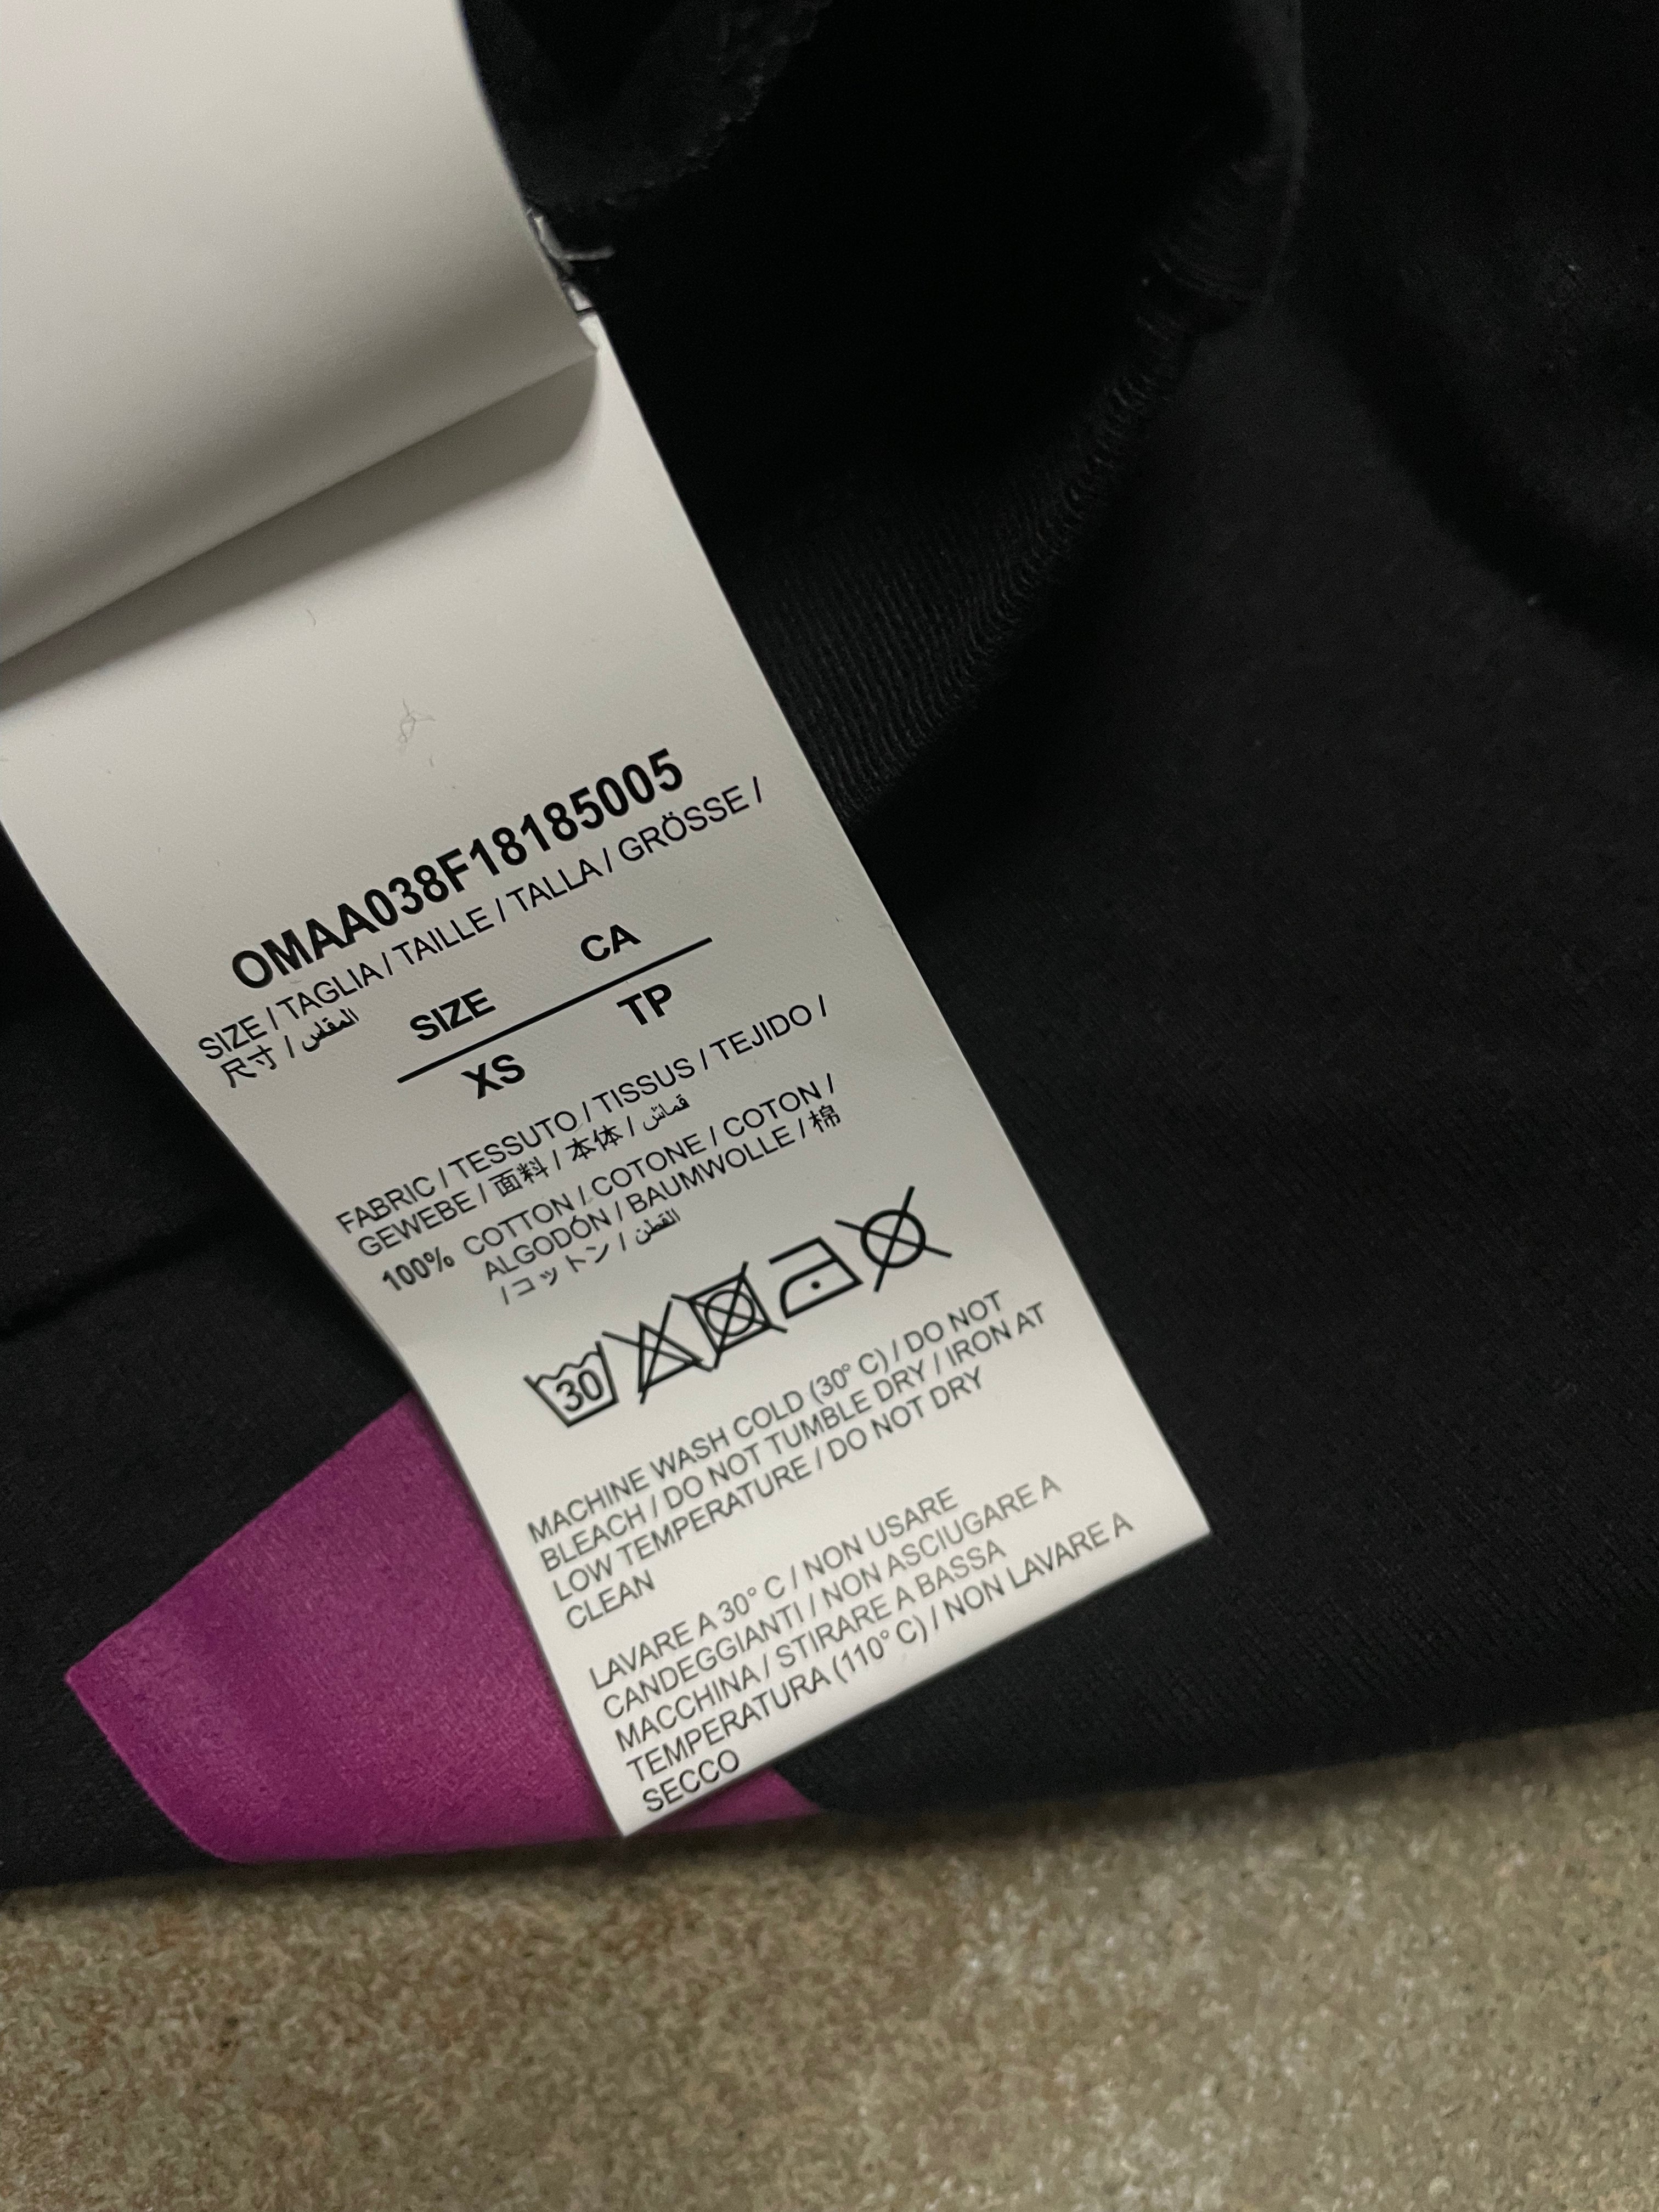 OMAA038F18185005
SIZE / TAGLIA / TAILLE / TALLA / GRÖSSE /
尺寸 / المقاس
SIZE CA
XS TP
FABRIC / TESSUTO / TISSUS / TEJIDO /
GEWEBE / 面料 / 本体 / قماش
100% COTTON / COTONE / COTON /
ALGODÓN / BAUMWOLLE / 棉
/ コットン / القطن
30
MACHINE WASH COLD (30° C) / DO NOT
BLEACH / DO NOT TUMBLE DRY / IRON AT
LOW TEMPERATURE / DO NOT DRY
CLEAN
LAVARE A 30° C / NON USARE
CANDEGGIANTI / NON ASCIUGARE A
MACCHINA / STIRARE A BASSA
TEMPERATURA (110° C) / NON LAVARE A
SECCO